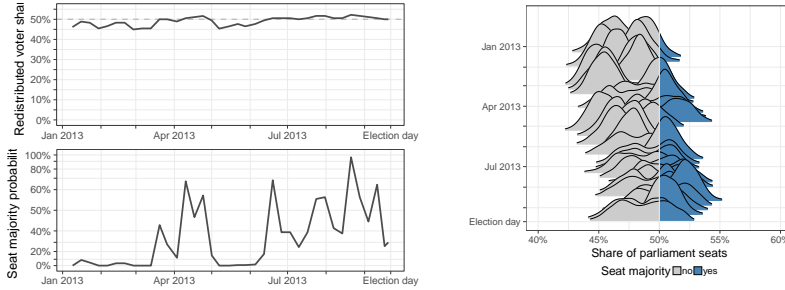 Redistributed voter shar
50%
40%
30%
20%
10%
0%
Jan 2013
Apr 2013
Jul 2013
Election day
Seat majority probabilit
100%
80%
60%
40%
20%
0%
Jan 2013
Apr 2013
Jul 2013
Election day
Jan 2013
Apr 2013
Jul 2013
Election day
40%
45%
50%
55%
60%
Share of parliament seats
Seat majority no yes